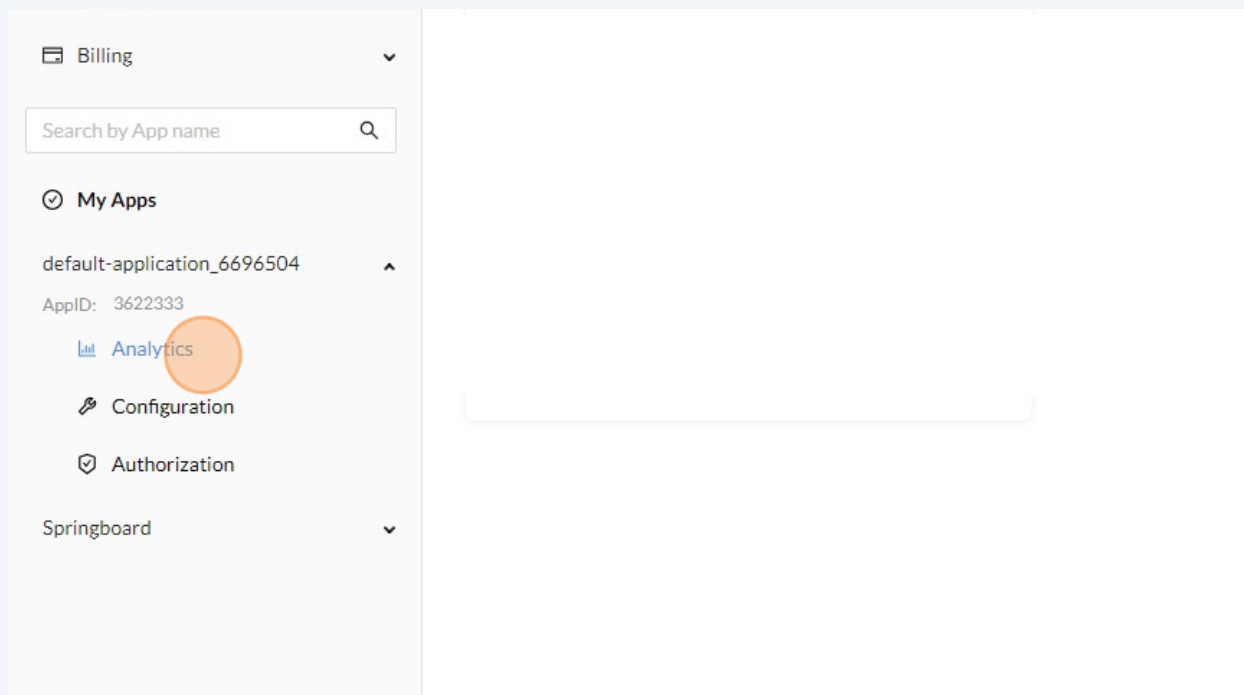 Billing
Search by App name
My Apps
default-application_6696504
AppID: 3622333
Analytics
Configuration
Authorization
Springboard